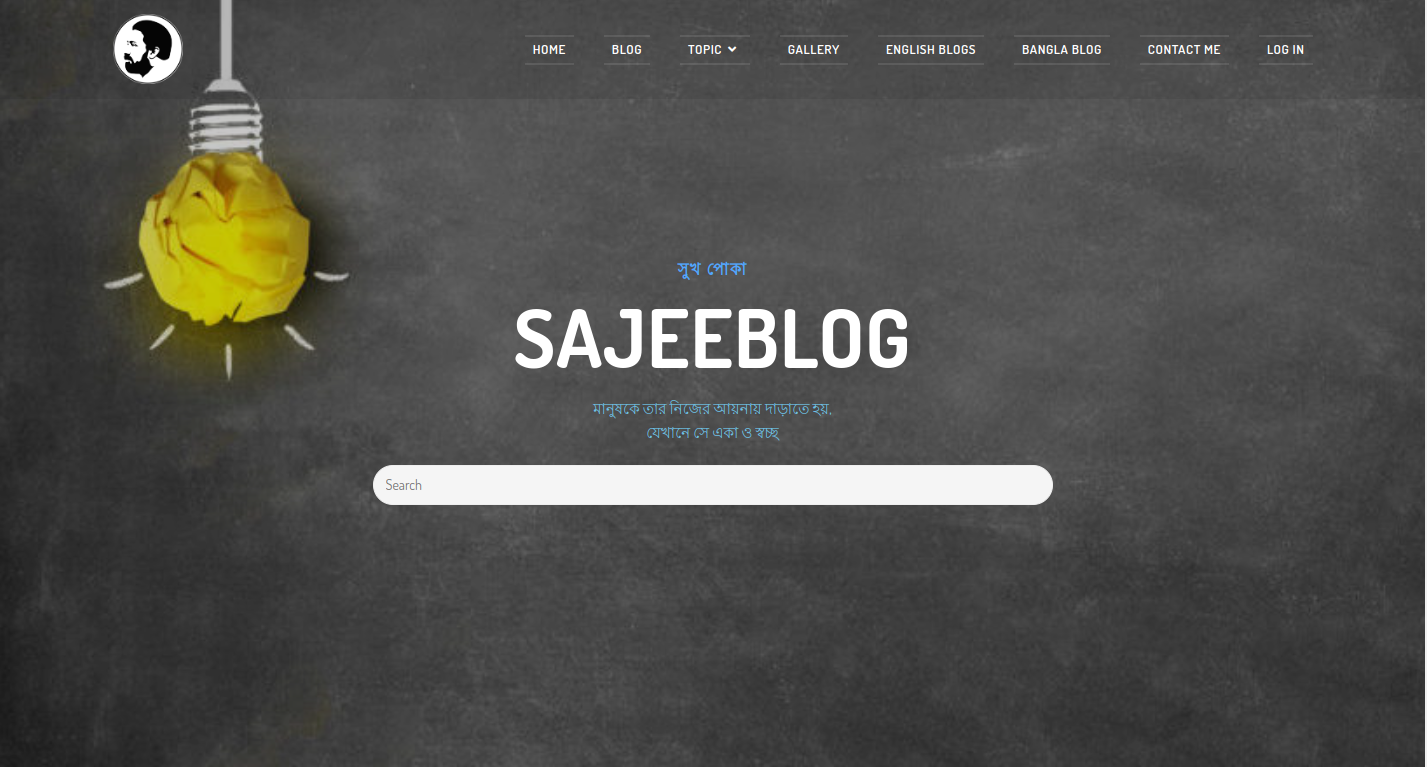 HOME
BLOG
TOPIC
GALLERY
ENGLISH BLOGS
BANGLA BLOG
CONTACT ME
LOG IN
সুখ পোকা
SAJEEBLOG
মানুষকে তার নিজের আয়নায় দাড়াতে হয়,
যেখানে সে একা ও স্বচ্ছ
Search